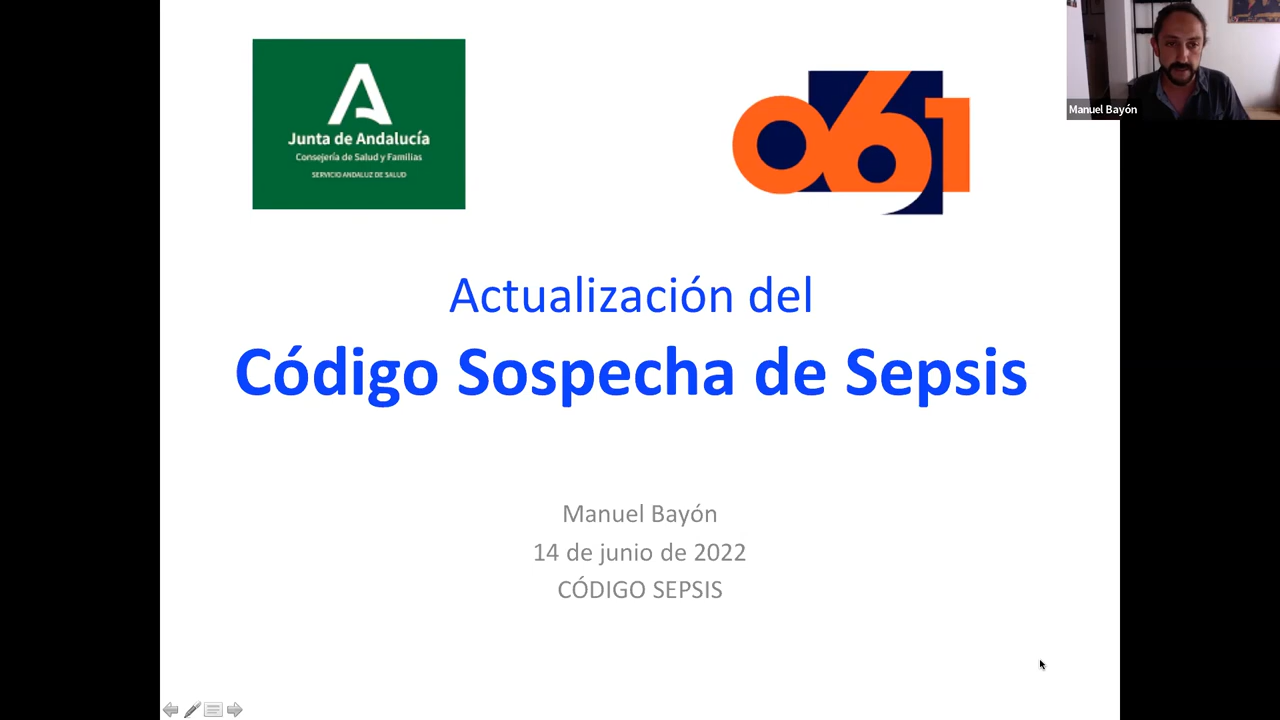 Junta de Andalucía
Consejería de Salud y Familias
SERVICIO ANDALUZ DE SALUD
061
Manuel Bayón
Actualización del
Código Sospecha de Sepsis
Manuel Bayón
14 de junio de 2022
CÓDIGO SEPSIS